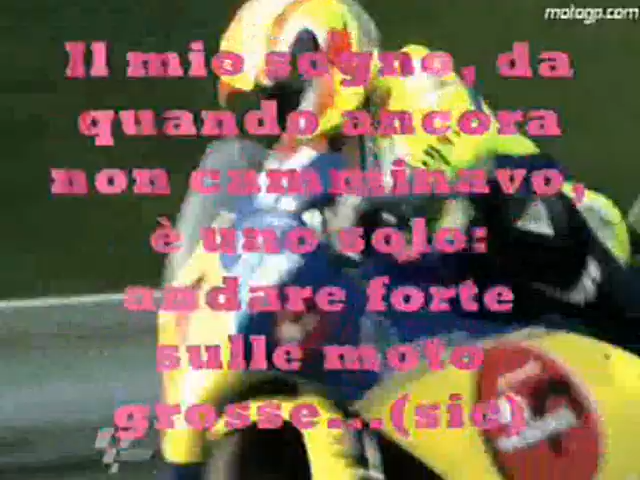 motogp.com
Il mio sogno, da
quando ancora
non camminavo,
è uno solo:
andare forte
sulle moto
grosse...(sic)